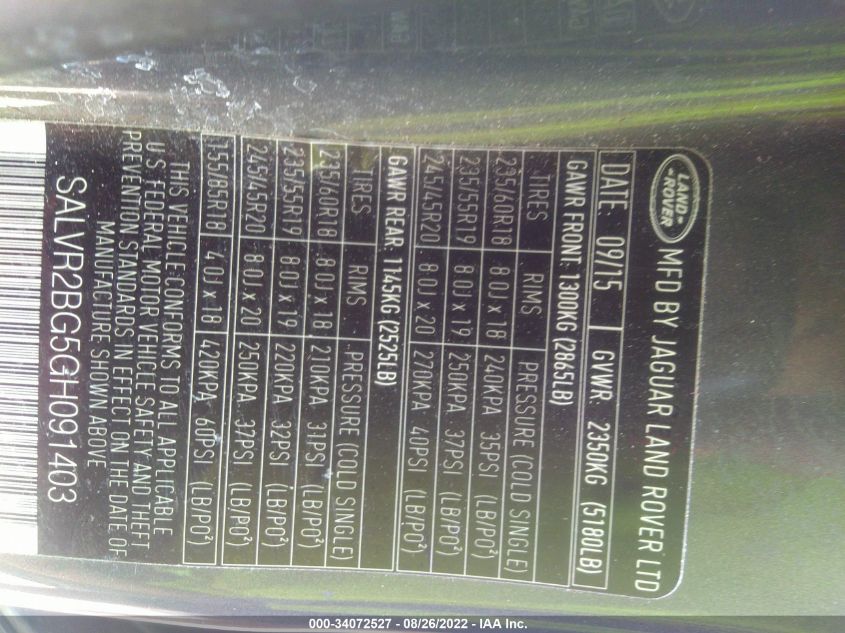 LAND
ROVER
MFD BY JAGUAR LAND ROVER LTD
DATE: 09/15 GVWR 2350KG (5180LB)
GAWR FRONT: 1300KG (2865LB)
TIRES RIMS PRESSURE (COLD SINGLE)
235/60R18 8.0J x 18 240KPA 35PSI (LB/PO²)
235/55R19 8.0J x 19 250KPA 37PSI (LB/PO²)
245/45R20 8.0J x 20 270KPA 40PSI (LB/PO²)
GAWR REAR: 1145KG (2525LB)
TIRES RIMS PRESSURE (COLD SINGLE)
235/60R18 8.0J x 18 210KPA 31PSI (LB/PO²)
235/55R19 8.0J x 19 220KPA 32PSI (LB/PO²)
245/45R20 8.0J x 20 250KPA 37PSI (LB/PO²)
155/85R18 4.0J x 18 420KPA 60PSI (LB/PO²)
THIS VEHICLE CONFORMS TO ALL APPLICABLE
U S FEDERAL MOTOR VEHICLE SAFETY AND THEFT
PREVENTION STANDARDS IN EFFECT ON THE DATE OF
MANUFACTURE SHOWN ABOVE
SALVR2BG5GH091403
000-34072527 - 08/26/2022 - IAA Inc.